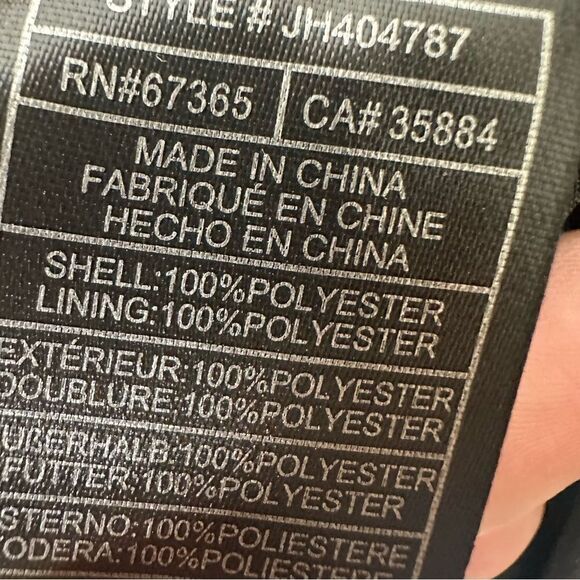 STYLE # JH404787
RN#67365
CA# 35884
MADE IN CHINA
FABRIQUÉ EN CHINE
HECHO EN CHINA
SHELL:100%POLYESTER
LINING:100%POLYESTER
EXTÉRIEUR:100%POLYESTER
DOUBLURE:100%POLYESTER
UBERHALB:100%POLYESTER
FUTTER:100%POLYESTER
STERNO:100%POLIESTERE
ODERA:100%POLIESTERE